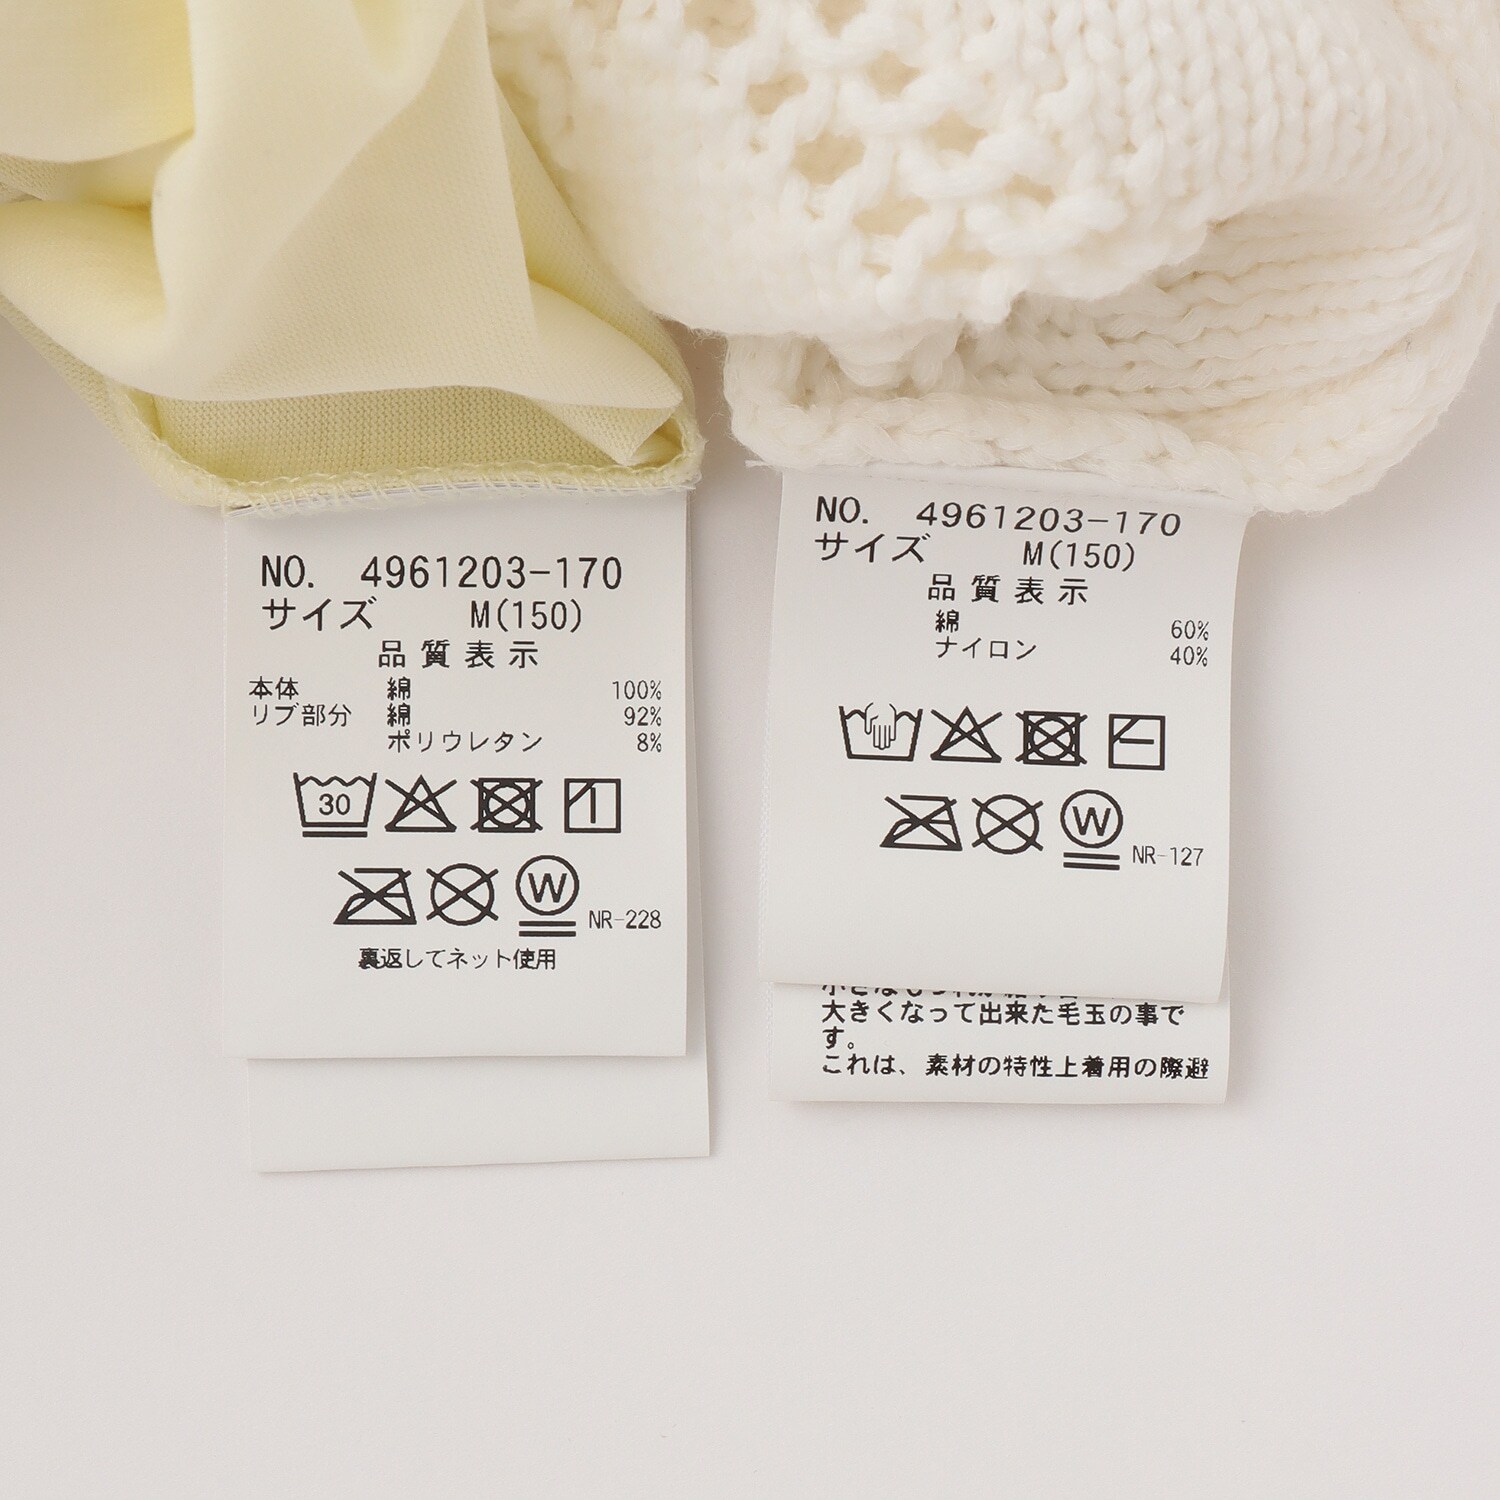 NO. 4961203-170
サイズ M(150)
品質表示
本体 綿 100%
リブ部分 綿 92%
ポリウレタン 8%
30
W NR-228
裏返してネット使用
NO. 4961203-170
サイズ M(150)
品質表示
綿 60%
ナイロン 40%
W NR-127
大きくなって出来た毛玉の事で
す。
これは、素材の特性上着用の際避